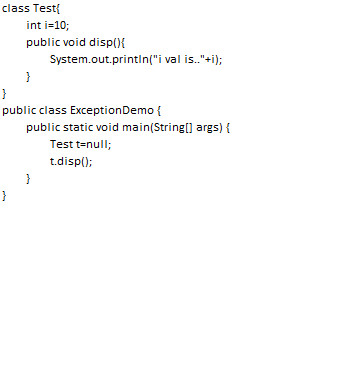 class Test{
int i=10;
public void disp(){
System.out.println("i val is.."+i);
}
}
public class ExceptionDemo {
public static void main(String[] args) {
Test t=null;
t.disp();
}
}